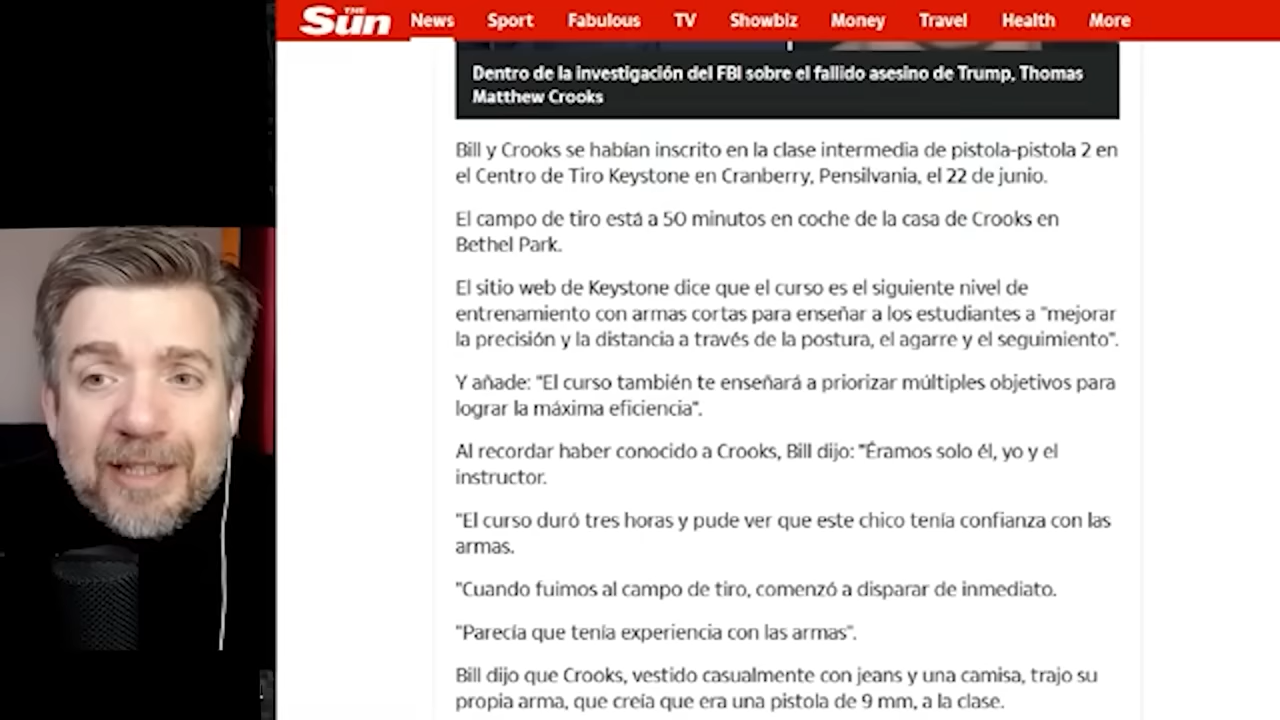 THE
Sun
News Sport Fabulous TV Showbiz Money Travel Health More
Dentro de la investigación del FBI sobre el fallido asesino de Trump, Thomas
Matthew Crooks
Bill y Crooks se habían inscrito en la clase intermedia de pistola-pistola 2 en
el Centro de Tiro Keystone en Cranberry, Pensilvania, el 22 de junio.
El campo de tiro está a 50 minutos en coche de la casa de Crooks en
Bethel Park.
El sitio web de Keystone dice que el curso es el siguiente nivel de
entrenamiento con armas cortas para enseñar a los estudiantes a "mejorar
la precisión y la distancia a través de la postura, el agarre y el seguimiento".
Y añade: "El curso también te enseñará a priorizar múltiples objetivos para
lograr la máxima eficiencia".
Al recordar haber conocido a Crooks, Bill dijo: "Éramos solo él, yo y el
instructor.
"El curso duró tres horas y pude ver que este chico tenía confianza con las
armas.
"Cuando fuimos al campo de tiro, comenzó a disparar de inmediato.
"Parecía que tenía experiencia con las armas".
Bill dijo que Crooks, vestido casualmente con jeans y una camisa, trajo su
propia arma, que creía que era una pistola de 9 mm, a la clase.